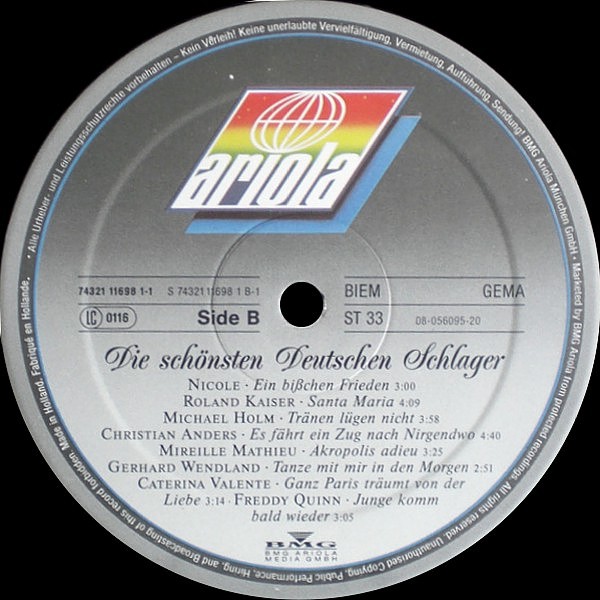 • Alle Urheber- und Leistungsschutzrechte vorbehalten – Kein Verleih! Keine unerlaubte Vervielfältigung, Vermietung, Aufführung, Sendung! BMG Ariola München GmbH • Marketed by BMG Ariola from protected recordings. All rights reserved. Unauthorised Copying, Public Performance, Hiring, and Broadcasting of this record forbidden. Made in Holland. Fabriqué en Hollande.
ariola
74321 11698 1-1 S 74321 11698 1 B-1 BIEM GEMA
LC 0116 Side B ST 33 08-056095-20
Die schönsten Deutschen Schlager
NICOLE · Ein bißchen Frieden 3:00
ROLAND KAISER · Santa Maria 4:09
MICHAEL HOLM · Tränen lügen nicht 3:58
CHRISTIAN ANDERS · Es fährt ein Zug nach Nirgendwo 4:40
MIREILLE MATHIEU · Akropolis adieu 3:25
GERHARD WENDLAND · Tanze mit mir in den Morgen 2:51
CATERINA VALENTE · Ganz Paris träumt von der
Liebe 3:14 · FREDDY QUINN · Junge komm
bald wieder 3:05
BMG
BMG ARIOLA
MEDIA GMBH